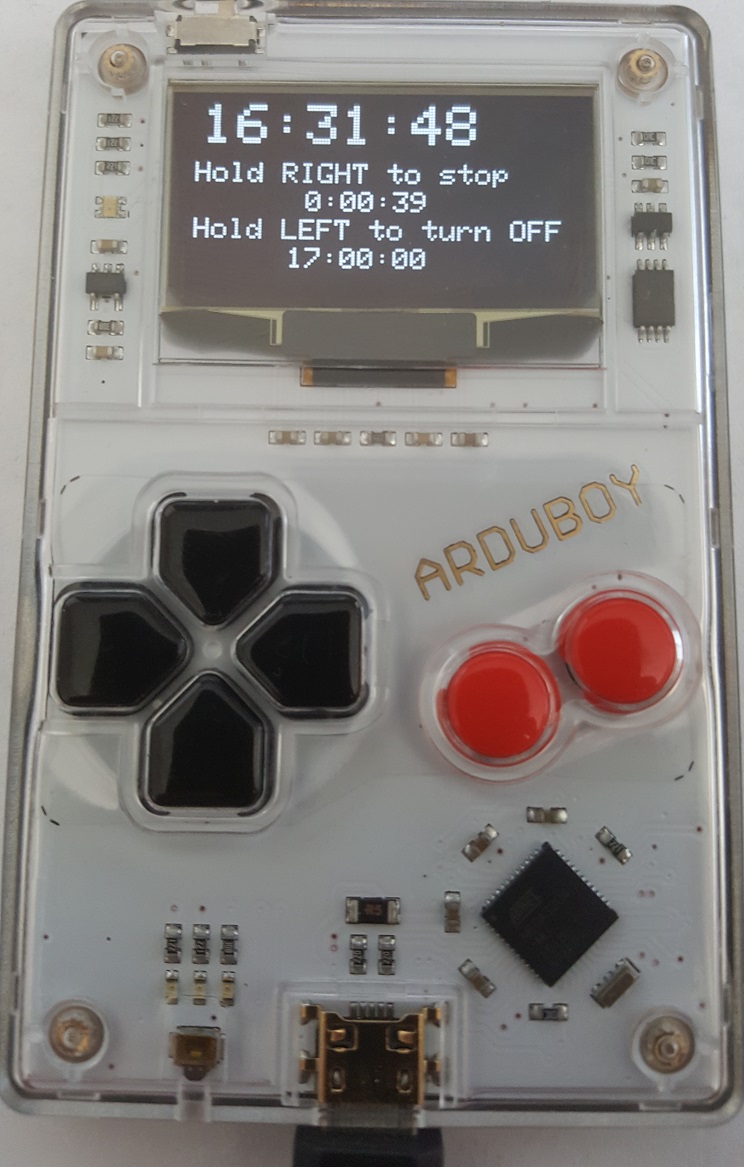 16:31:48
Hold RIGHT to stop
0:00:39
Hold LEFT to turn OFF
17:00:00
ARDUBOY